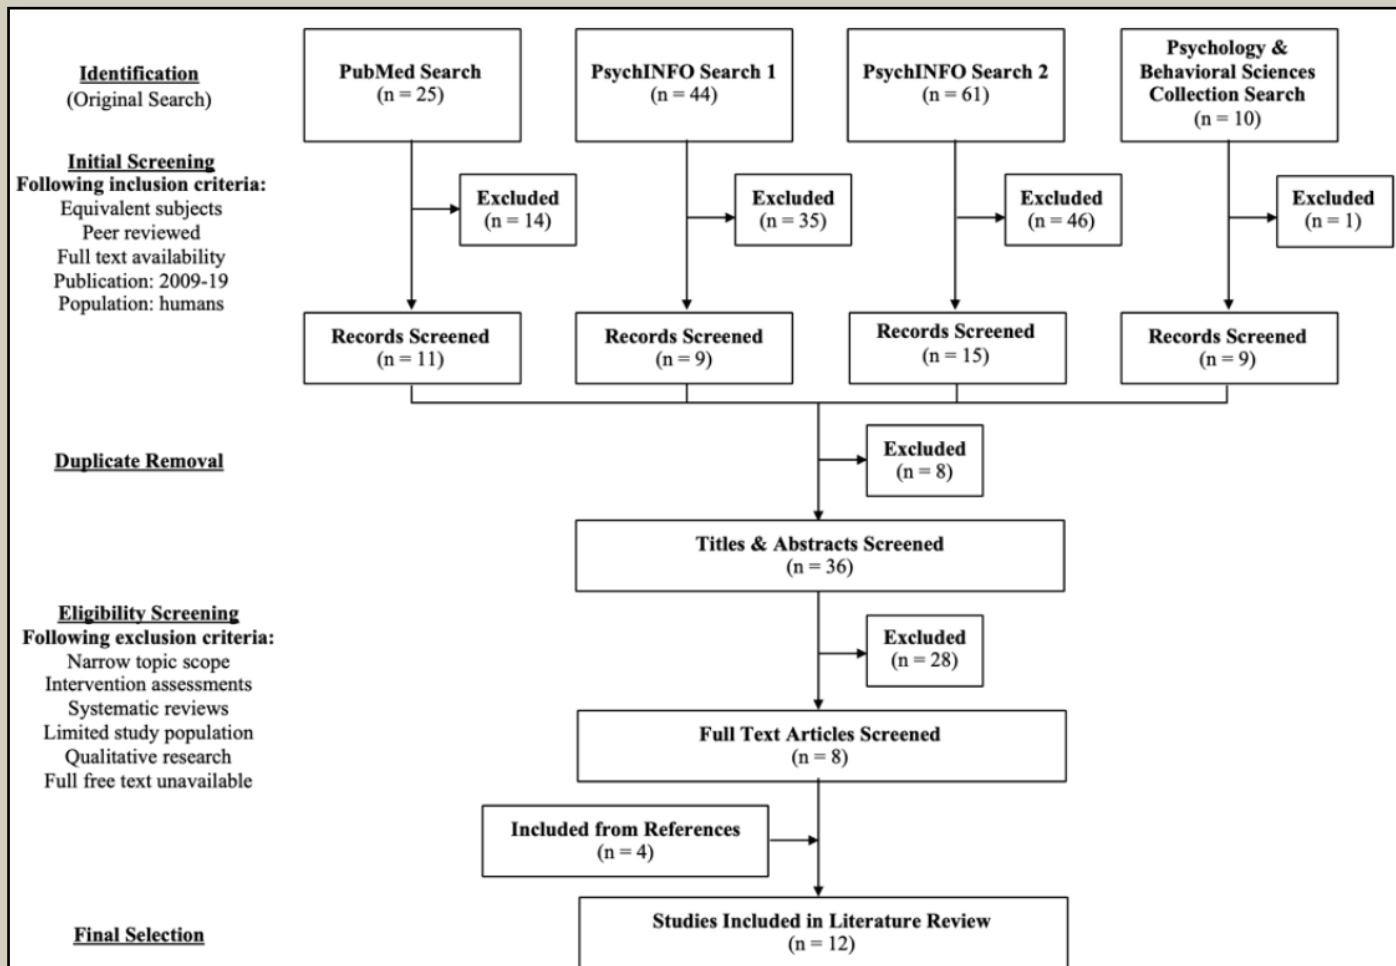 Identification
(Original Search)
PubMed Search
(n = 25)
PsychINFO Search 1
(n = 44)
PsychINFO Search 2
(n = 61)
Psychology &
Behavioral Sciences
Collection Search
(n = 10)
Initial Screening
Following inclusion criteria:
Equivalent subjects
Peer reviewed
Full text availability
Publication: 2009-19
Population: humans
Excluded
(n = 14)
Excluded
(n = 35)
Excluded
(n = 46)
Excluded
(n = 1)
Records Screened
(n = 11)
Records Screened
(n = 9)
Records Screened
(n = 15)
Records Screened
(n = 9)
Duplicate Removal
Excluded
(n = 8)
Titles & Abstracts Screened
(n = 36)
Eligibility Screening
Following exclusion criteria:
Narrow topic scope
Intervention assessments
Systematic reviews
Limited study population
Qualitative research
Full free text unavailable
Excluded
(n = 28)
Full Text Articles Screened
(n = 8)
Included from References
(n = 4)
Final Selection
Studies Included in Literature Review
(n = 12)